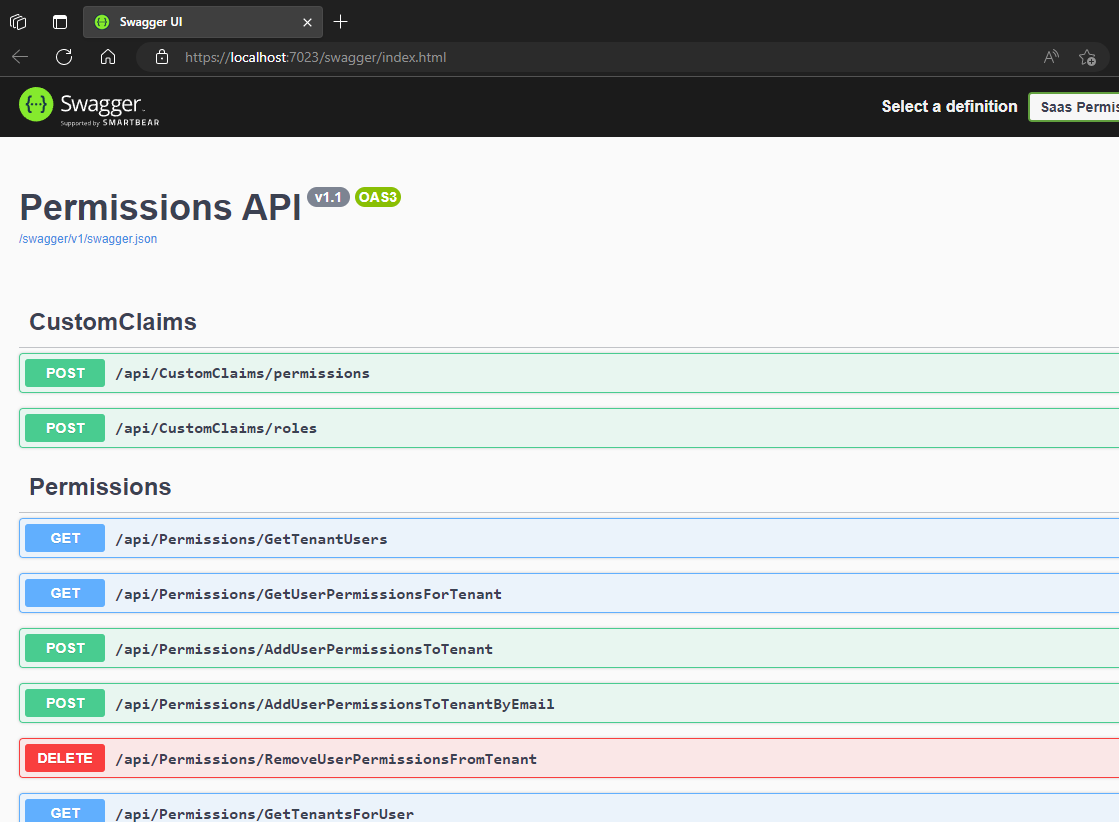 Swagger UI
https://localhost:7023/swagger/index.html
Swagger
Supported by SMARTBEAR
Select a definition
Saas Permis
Permissions API v1.1 OAS3
/swagger/v1/swagger.json
CustomClaims
POST /api/CustomClaims/permissions
POST /api/CustomClaims/roles
Permissions
GET /api/Permissions/GetTenantUsers
GET /api/Permissions/GetUserPermissionsForTenant
POST /api/Permissions/AddUserPermissionsToTenant
POST /api/Permissions/AddUserPermissionsToTenantByEmail
DELETE /api/Permissions/RemoveUserPermissionsFromTenant
GET /api/Permissions/GetTenantsForUser